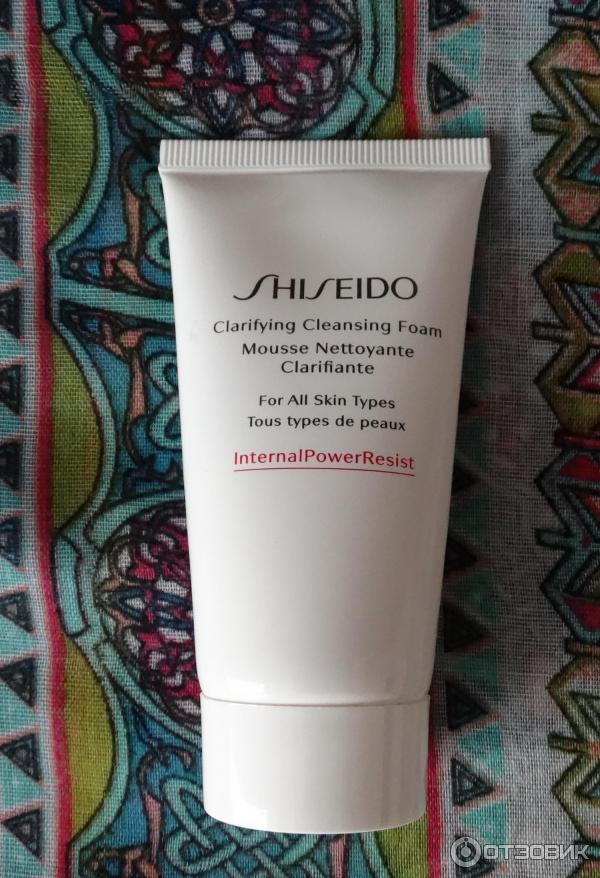 SHISEIDO
Clarifying Cleansing Foam
Mousse Nettoyante
Clarifiante
For All Skin Types
Tous types de peaux
InternalPowerResist
ОТЗОВИК